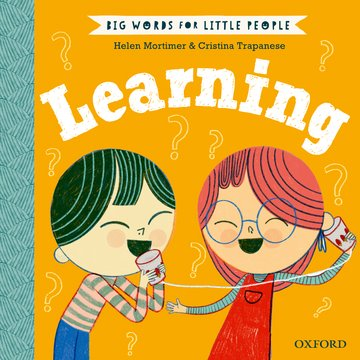 BIG WORDS FOR LITTLE PEOPLE
Helen Mortimer & Cristina Trapanese
Learning
OXFORD